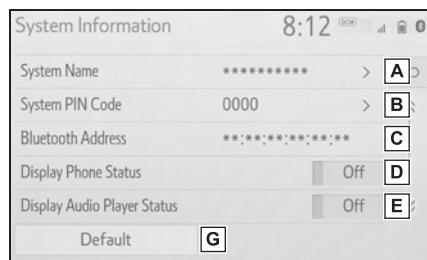 System Information 8:12 DCM
System Name ********** > A
System PIN Code 0000 > B
Bluetooth Address **:**:**:**:**:** C
Display Phone Status Off D
Display Audio Player Status Off E
Default G